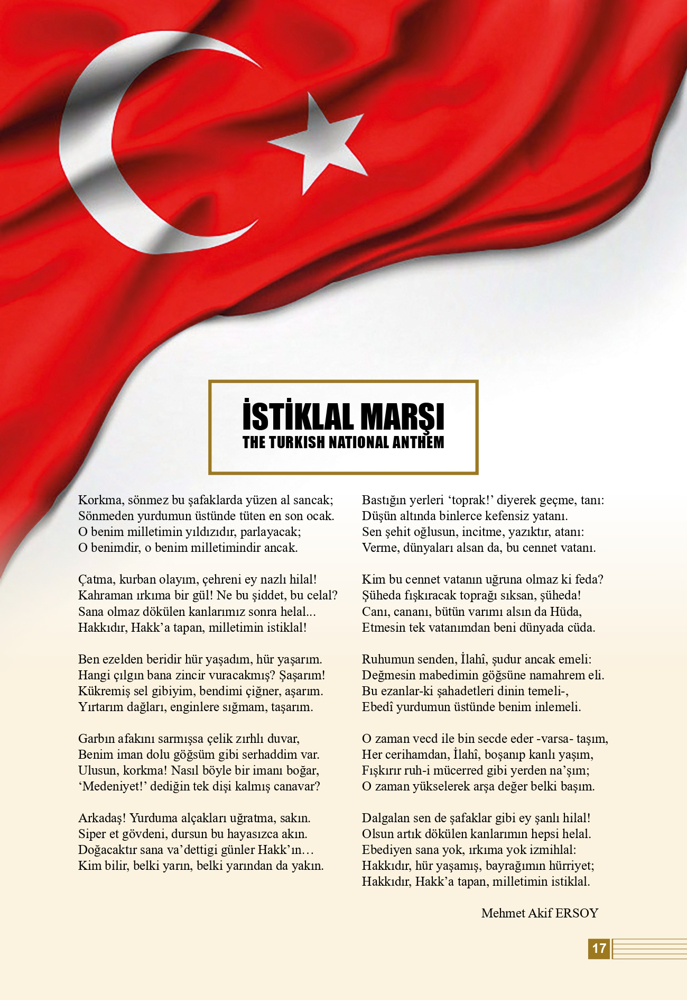 İSTİKLAL MARŞI
THE TURKISH NATIONAL ANTHEM
Korkma, sönmez bu şafaklarda yüzen al sancak;
Sönmeden yurdumun üstünde tüten en son ocak.
O benim milletimin yıldızıdır, parlayacak;
O benimdir, o benim milletimindir ancak.
Çatma, kurban olayım, çehreni ey nazlı hilal!
Kahraman ırkıma bir gül! Ne bu şiddet, bu celal?
Sana olmaz dökülen kanlarımız sonra helal...
Hakkıdır, Hakk’a tapan, milletimin istiklal!
Ben ezelden beridir hür yaşadım, hür yaşarım.
Hangi çılgın bana zincir vuracakmış? Şaşarım!
Kükremiş sel gibiyim, bendimi çiğner, aşarım.
Yırtarım dağları, enginlere sığmam, taşarım.
Garbın afakını sarmışsa çelik zırhlı duvar,
Benim iman dolu göğsüm gibi serhaddim var.
Ulusun, korkma! Nasıl böyle bir imanı boğar,
‘Medeniyet!’ dediğin tek dişi kalmış canavar?
Arkadaş! Yurduma alçakları uğratma, sakın.
Siper et gövdeni, dursun bu hayasızca akın.
Doğacaktır sana va’dettigi günler Hakk’ın…
Kim bilir, belki yarın, belki yarından da yakın.
Bastığın yerleri ‘toprak!’ diyerek geçme, tanı:
Düşün altında binlerce kefensiz yatanı.
Sen şehit oğlusun, incitme, yazıktır, atanı:
Verme, dünyaları alsan da, bu cennet vatanı.
Kim bu cennet vatanın uğruna olmaz ki feda?
Şüheda fışkıracak toprağı sıksan, şüheda!
Canı, cananı, bütün varımı alsın da Hüda,
Etmesin tek vatanımdan beni dünyada cüda.
Ruhumun senden, İlahî, şudur ancak emeli:
Değmesin mabedimin göğsüne namahrem eli.
Bu ezanlar-ki şahadetleri dinin temeli-,
Ebedî yurdumun üstünde benim inlemeli.
O zaman vecd ile bin secde eder -varsa- taşım,
Her cerihamdan, İlahî, boşanıp kanlı yaşım,
Fışkırır ruh-i mücerred gibi yerden na’şım;
O zaman yükselerek arşa değer belki başım.
Dalgalan sen de şafaklar gibi ey şanlı hilal!
Olsun artık dökülen kanlarımın hepsi helal.
Ebediyen sana yok, ırkıma yok izmihlal:
Hakkıdır, hür yaşamış, bayrağımın hürriyet;
Hakkıdır, Hakk’a tapan, milletimin istiklal.
Mehmet Akif ERSOY
17